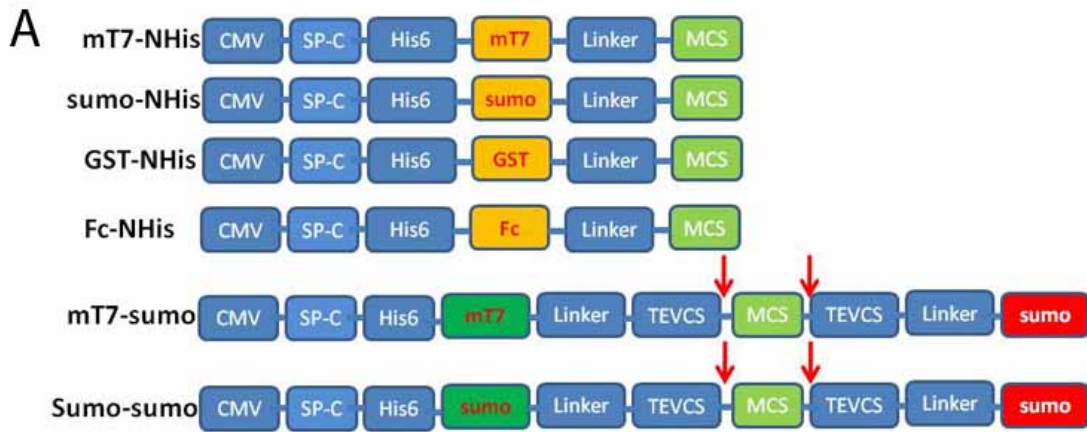 A
mT7-NHis CMV SP-C His6 mT7 Linker MCS
sumo-NHis CMV SP-C His6 sumo Linker MCS
GST-NHis CMV SP-C His6 GST Linker MCS
Fc-NHis CMV SP-C His6 Fc Linker MCS
mT7-sumo CMV SP-C His6 mT7 Linker TEVCS MCS TEVCS Linker sumo
Sumo-sumo CMV SP-C His6 sumo Linker TEVCS MCS TEVCS Linker sumo